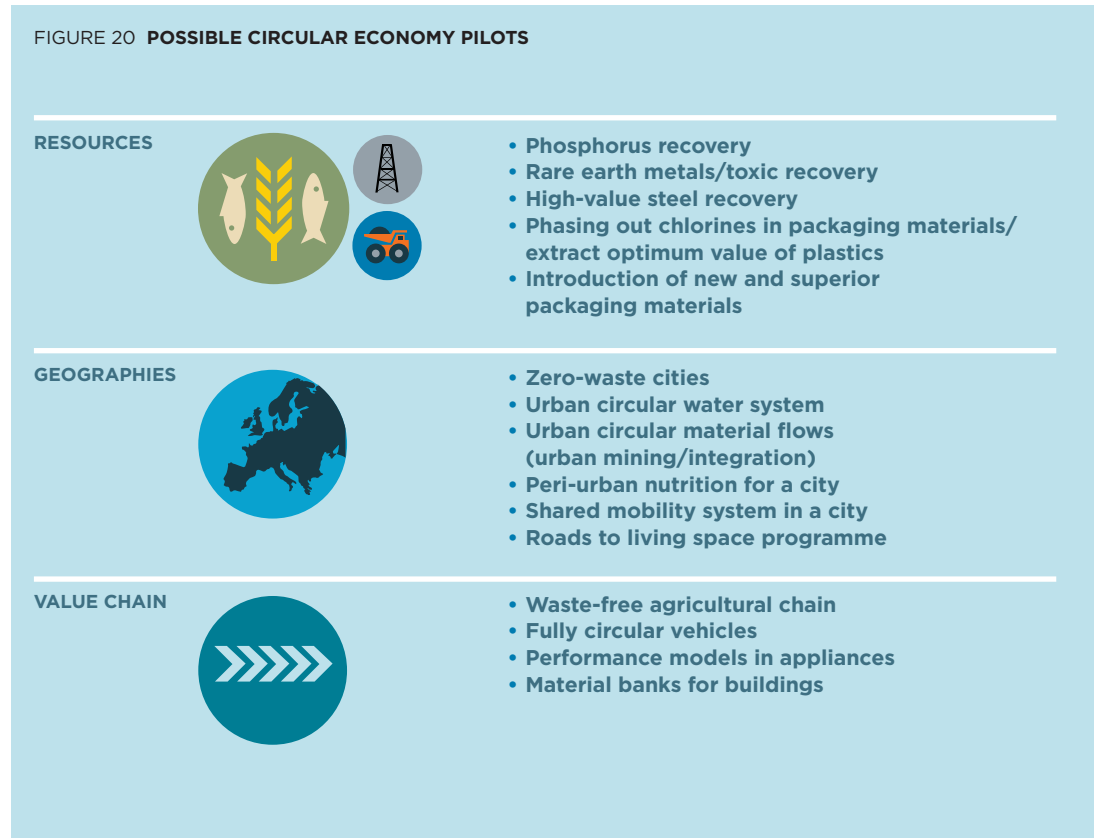 FIGURE 20 POSSIBLE CIRCULAR ECONOMY PILOTS
RESOURCES
• Phosphorus recovery
• Rare earth metals/toxic recovery
• High-value steel recovery
• Phasing out chlorines in packaging materials/
extract optimum value of plastics
• Introduction of new and superior
packaging materials
GEOGRAPHIES
• Zero-waste cities
• Urban circular water system
• Urban circular material flows
(urban mining/integration)
• Peri-urban nutrition for a city
• Shared mobility system in a city
• Roads to living space programme
VALUE CHAIN
• Waste-free agricultural chain
• Fully circular vehicles
• Performance models in appliances
• Material banks for buildings